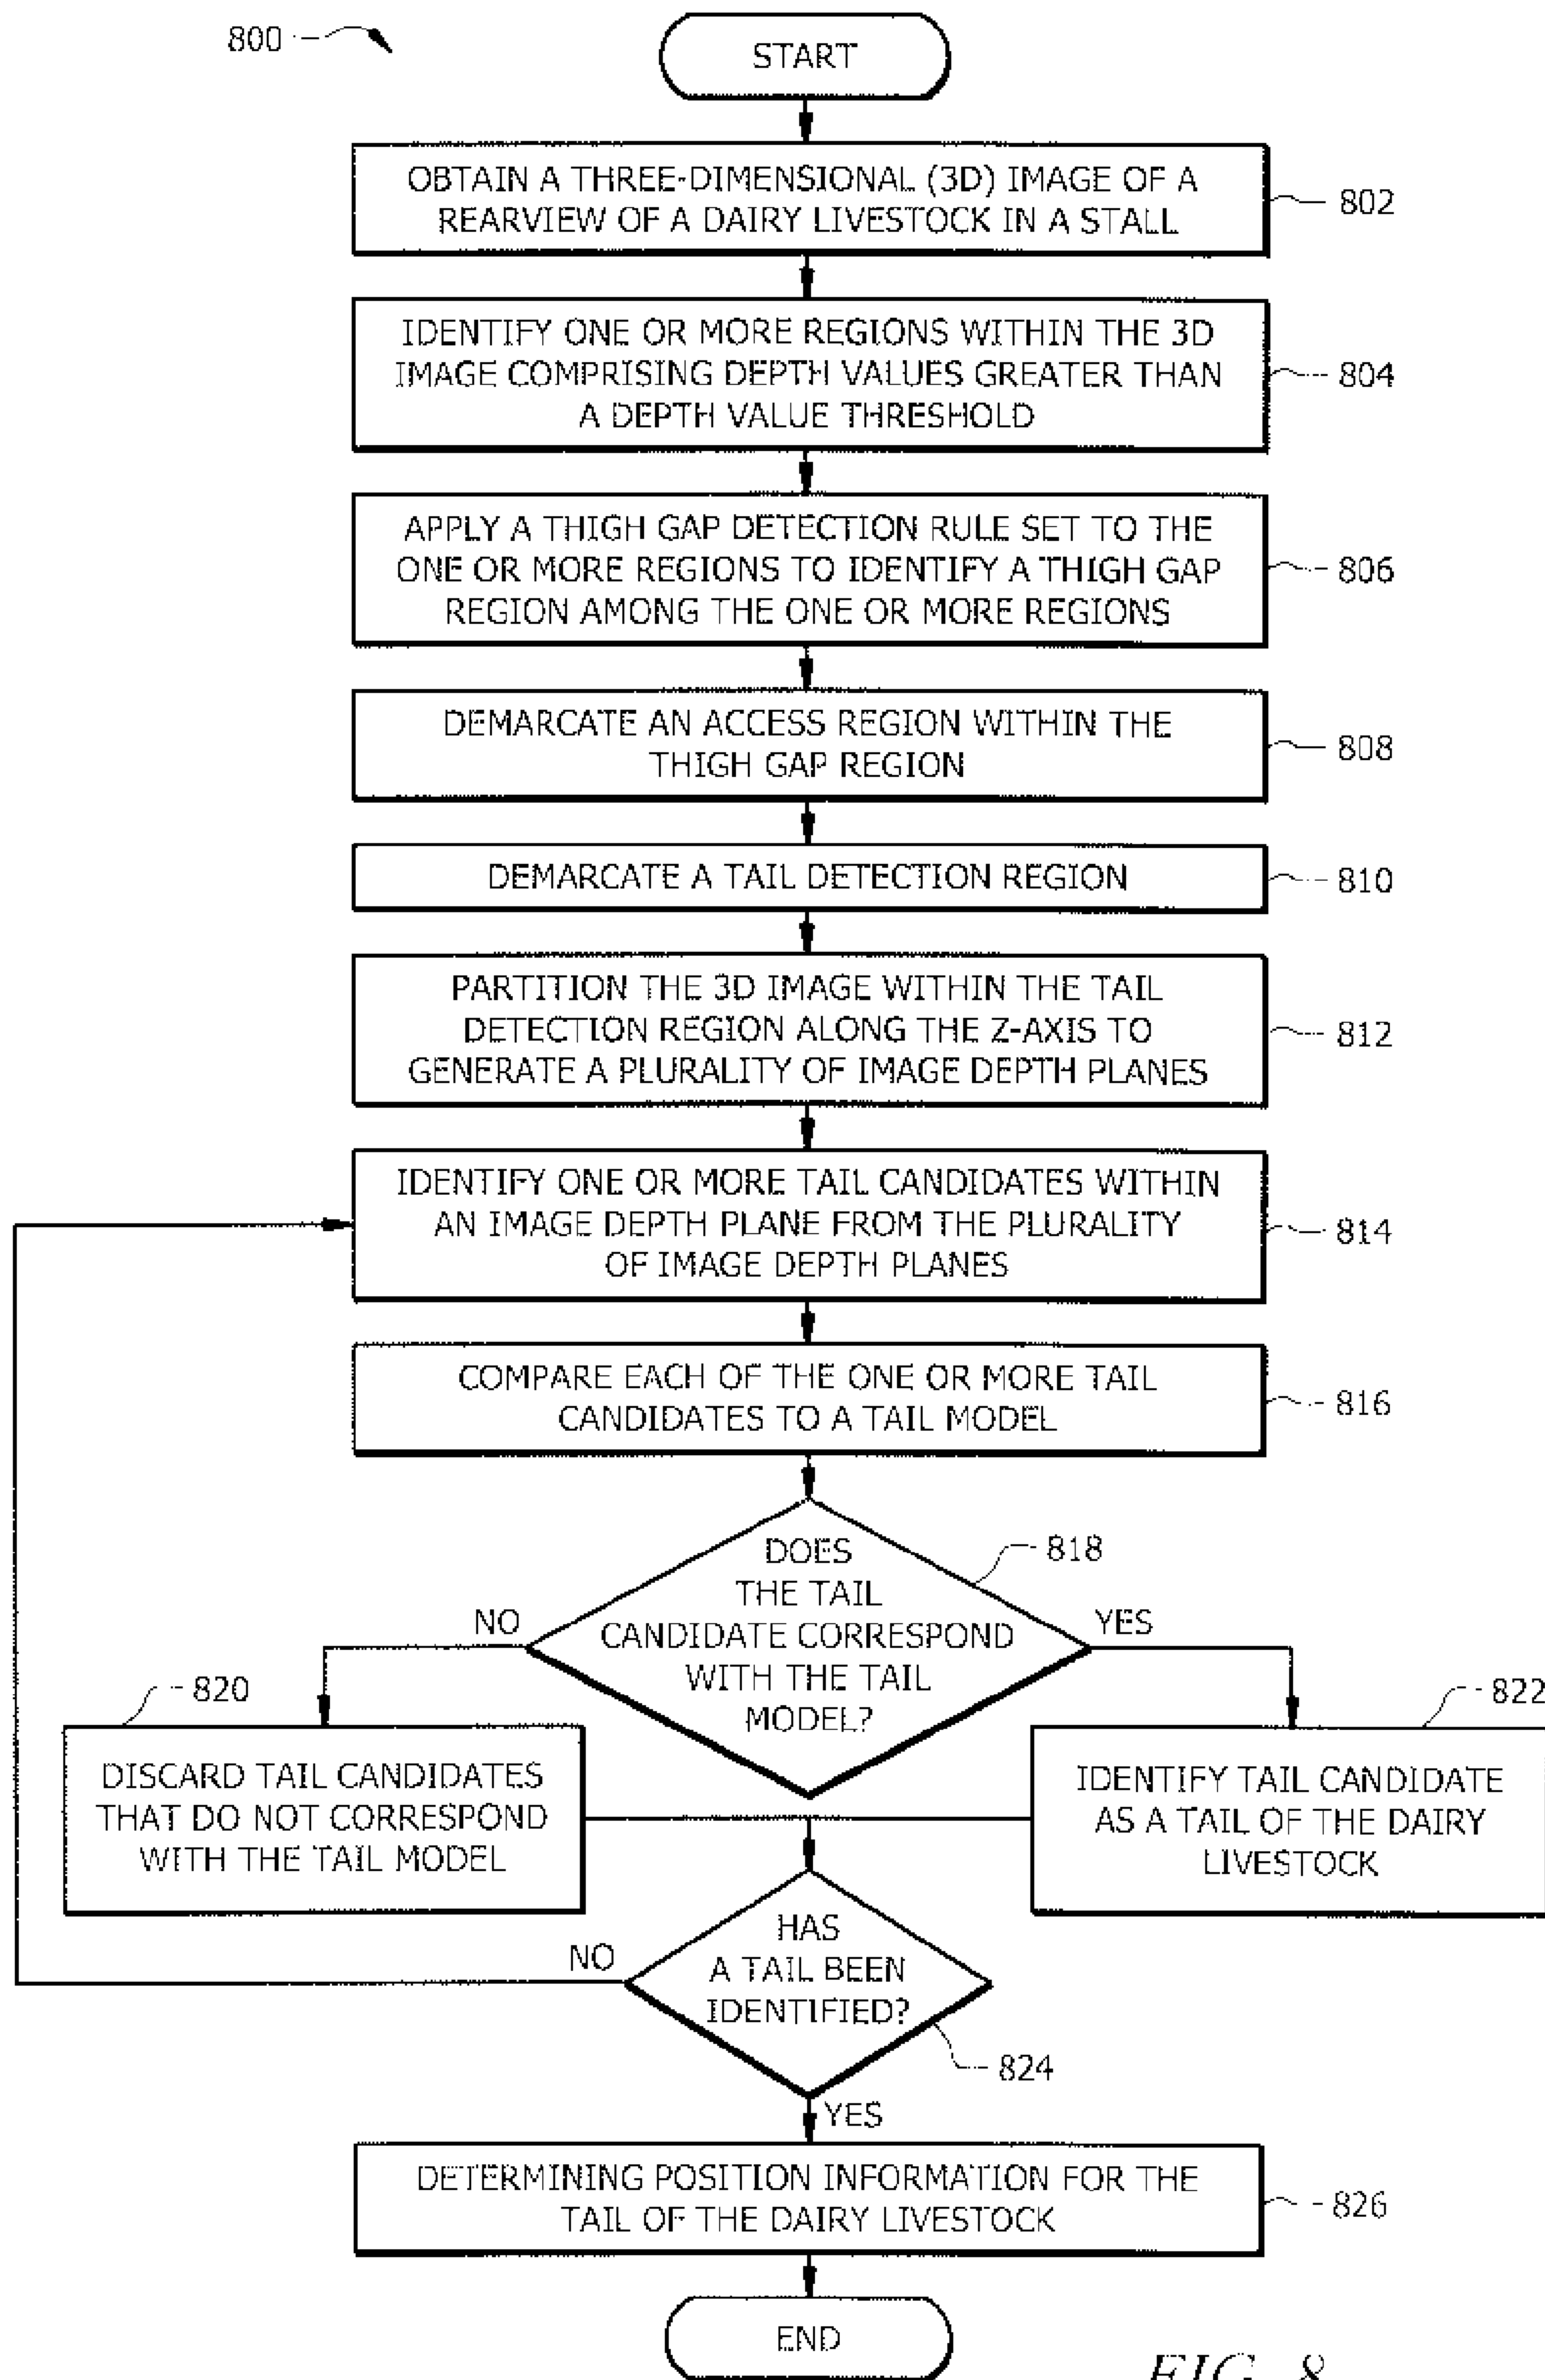 800
START
OBTAIN A THREE-DIMENSIONAL (3D) IMAGE OF A
REARVIEW OF A DAIRY LIVESTOCK IN A STALL
802
IDENTIFY ONE OR MORE REGIONS WITHIN THE 3D
IMAGE COMPRISING DEPTH VALUES GREATER THAN
A DEPTH VALUE THRESHOLD
804
APPLY A THIGH GAP DETECTION RULE SET TO THE
ONE OR MORE REGIONS TO IDENTIFY A THIGH GAP
REGION AMONG THE ONE OR MORE REGIONS
806
DEMARCATE AN ACCESS REGION WITHIN THE
THIGH GAP REGION
808
DEMARCATE A TAIL DETECTION REGION
810
PARTITION THE 3D IMAGE WITHIN THE TAIL
DETECTION REGION ALONG THE Z-AXIS TO
GENERATE A PLURALITY OF IMAGE DEPTH PLANES
812
IDENTIFY ONE OR MORE TAIL CANDIDATES WITHIN
AN IMAGE DEPTH PLANE FROM THE PLURALITY
OF IMAGE DEPTH PLANES
814
COMPARE EACH OF THE ONE OR MORE TAIL
CANDIDATES TO A TAIL MODEL
816
DOES
THE TAIL
CANDIDATE CORRESPOND
WITH THE TAIL
MODEL?
818
NO
YES
820
DISCARD TAIL CANDIDATES
THAT DO NOT CORRESPOND
WITH THE TAIL MODEL
822
IDENTIFY TAIL CANDIDATE
AS A TAIL OF THE DAIRY
LIVESTOCK
HAS
A TAIL BEEN
IDENTIFIED?
824
NO
YES
DETERMINING POSITION INFORMATION FOR THE
TAIL OF THE DAIRY LIVESTOCK
826
END
FIG. 8